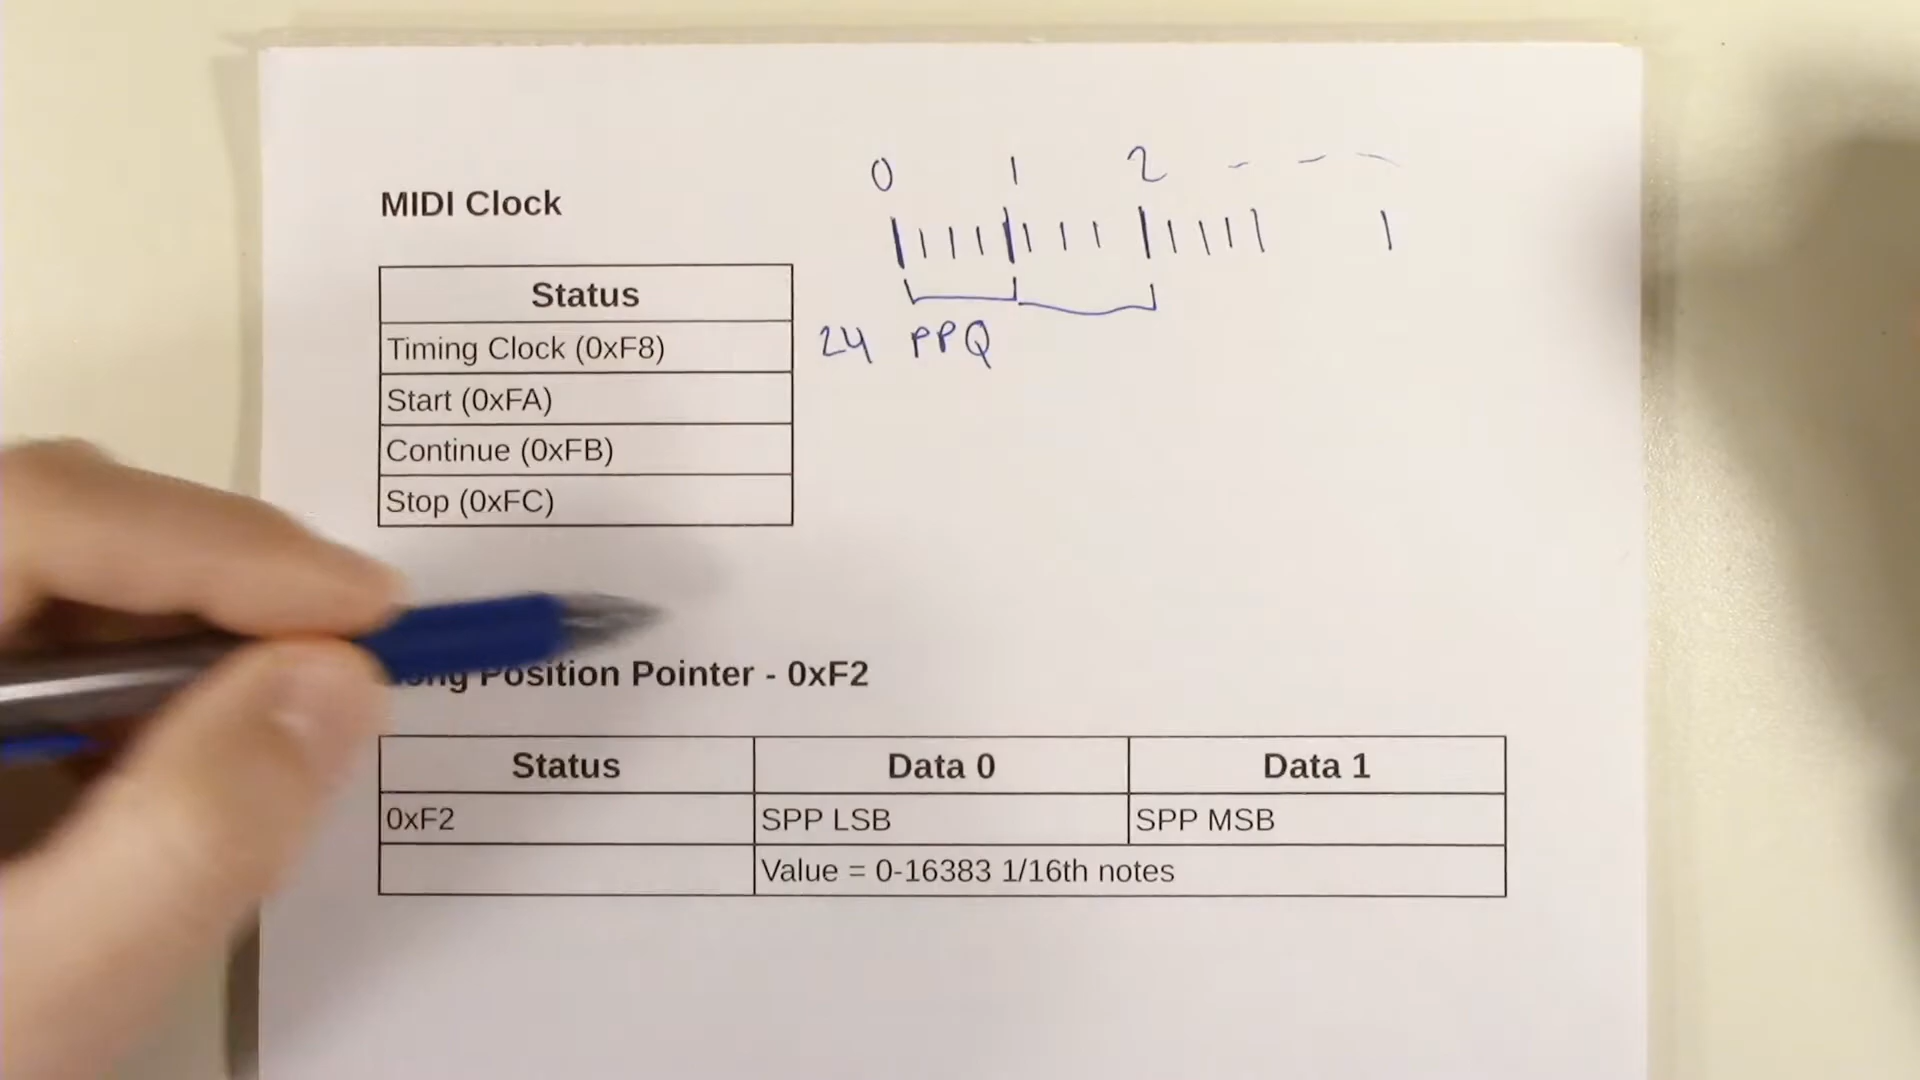 0 1 2 - - -
MIDI Clock
Status
Timing Clock (0xF8)
24 PPQ
Start (0xFA)
Continue (0xFB)
Stop (0xFC)
Position Pointer - 0xF2
Status Data 0 Data 1
0xF2 SPP LSB SPP MSB
Value = 0-16383 1/16th notes